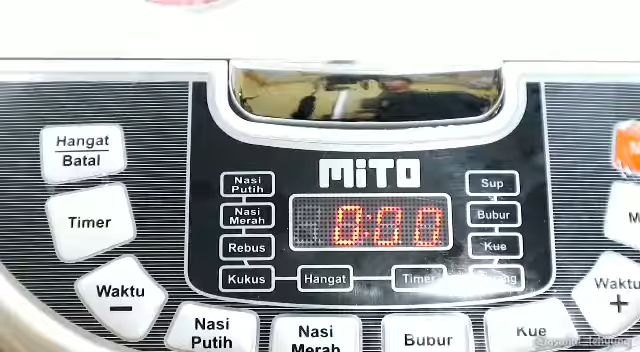 Hangat
Batal
Timer
Waktu
–
MiTO
Nasi
Putih
Nasi
Merah
Rebus
Kukus
Hangat
Timer
Sup
Bubur
Kue
0:00
Waktu
+
Nasi
Putih
Nasi
Merah
Bubur
Kue